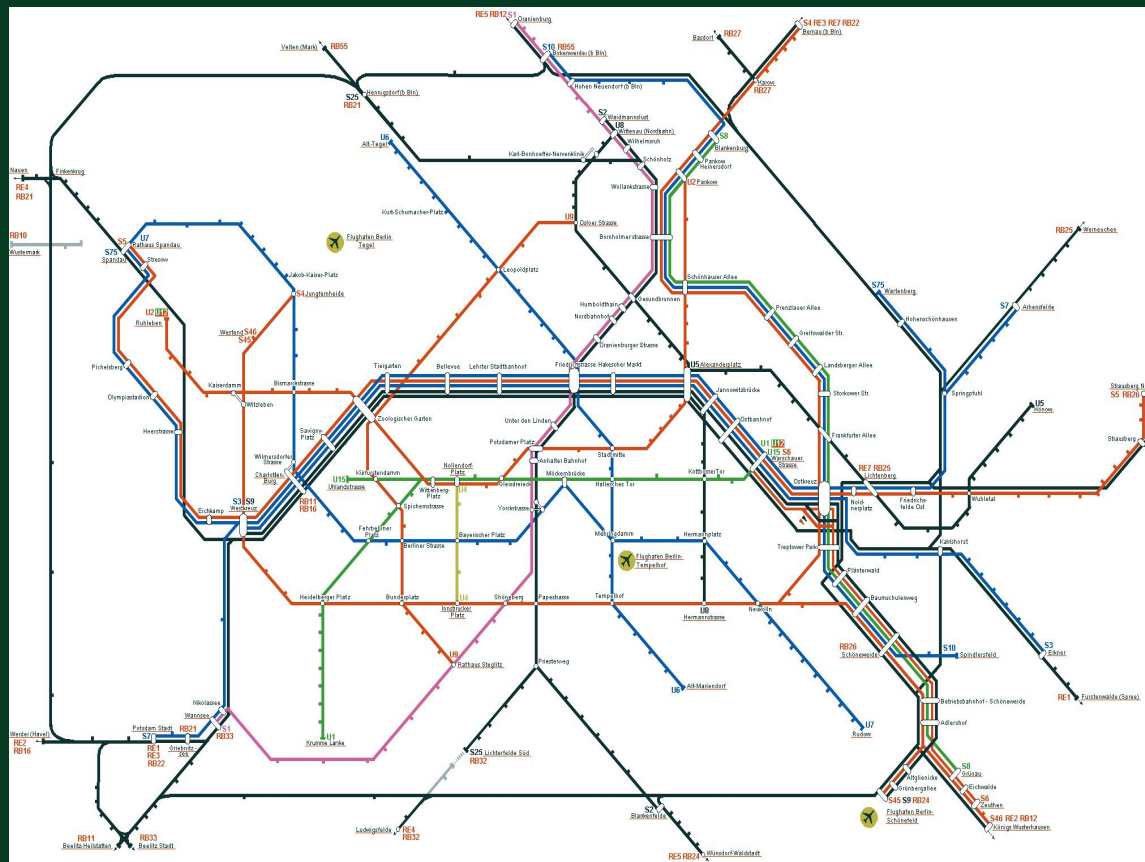 RE5 RB12 S1
Oranienburg
S4 RE3 RE7 RB22
Bernau (b Bln)
RB27
Basdorf
Velten (Mark)
RB55
S10 RB55
Birkenwerder (b Bln)
Karow
RB27
Hohen Neuendorf (b Bln)
Hennigsdorf(b Bln)
S25
RB21
S2
Waidmannslust
U8
Wittenau (Nordbahn)
Wilhelmsruh
U6
Alt-Tegel
Karl-Bonhoeffer-Nervenklinik
Schönholz
S8
Blankenburg
Pankow
Heinersdorf
U2 Pankow
Nauen
Finkenkrug
RE4
RB21
Wollankstrasse
Kurt-Schumacher-Platz
U9
Osloer Strasse
RB25
Werneuchen
RB10
Wustermark
S5
U7
Rathaus Spandau
S75
Spandau
Stresow
Flughafen Berlin
Tegel
Bornholmerstrasse
Jakob-Kaiser-Platz
Leopoldplatz
Schönhauzer Allee
S75
Wartenberg
S4 Jungfernheide
Humboldthain
Gesundbrunnen
Prenzlauer Allee
S7
Ahrensfelde
U2 U12
Ruhleben
Westend
S46
S45
Nordbahnhof
Greifswalder Str.
Hohenschönhausen
Oranienburger Strasse
Pichelsberg
Tiergarten
Bellevue
Lehrter Stadtbanhof
Friedrichstrasse
Hakescher Markt
U5
Alexanderplatz
Landsberger Allee
Olympiastadion
Kaiserdamm
Bismarckstrasse
Jannowitzbrücke
Storkower Str.
Springpfuhl
Strausberg N
S5 RB26
Witzleben
Zoologischer Garten
Unter den Linden
Ostbanhof
U5
Hönow
Heerstrasse
Savigny-
Platz
Potsdamer Platz
Stadtmitte
U1 U12
U15 S6
Warschauer
Strasse
Frankfurter Allee
Strausberg
Wilmersdorfer
Strasse
Charlotten-
Burg
Anhalter Bahnhof
Nollendorf-
Platz
Möckernbrücke
Kottbusser Tor
RE7 RB25
Lichtenberg
U15
Uhlandstrasse
Kürfurstendamm
Wittenberg-
Platz
U4
Gleisdreieck
Hallesches Tor
Ostkreuz
Nold-
nerplatz
Friedrichs-
felde Ost
Wuhletal
RB11
RB16
Eichkamp
S3 S9
Westkreuz
Spichernstrasse
Yorckstrasse
Fehrbelliner
Platz
Berliner Strasse
Bayerischer Platz
Mehringdamm
Hermannplatz
Treptower Park
Karlshorst
Flughafen Berlin-
Tempelhof
Plänterwald
Heidelberger Platz
Bundesplatz
U4
Innsbrucker
Platz
Shöneberg
Papestrasse
Tempelhof
U8
Hermannstrasse
Neukölln
Baumschulenweg
RB26
Schöneweide
S10
Spindlersfeld
S3
Erkner
U9
Rathaus Steglitz
Priesterweg
U6
Alt-Mariendorf
RE1
Furstenwalde (Spree)
Nikolassee
Wannsee
S1
RB33
Betriebsbahnhof - Schöneweide
Potsdam Stadt
S7
RE1
RE3
RB22
RB21
Griebnitz-
See
Werder (Havel)
RE2
RB16
U1
Krumme Lanke
U7
Rudow
Adlershof
S25
RB32
Lichterfelde Süd
Altglienicke
Grünbergallee
S8
Grünau
Eichwalde
S6
Zeuthen
S45 S9 RB24
Flughafen Berlin-
Schönefeld
S46 RE2 RB12
Königs Wusterhausen
S2
Blankenfelde
Ludwigsfelde
RE4
RB32
RB11
Beelitz-Heilstatten
RB33
Beelitz Stadt
RE5 RB24
Wünsdorf-Waldstadt